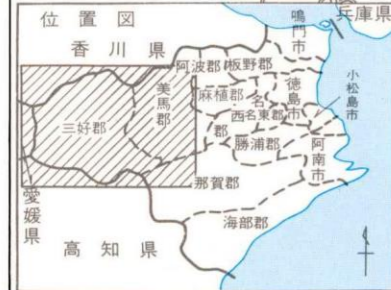 位置図
兵庫県
香川県
鳴門市
阿波郡
板野郡
徳島市
小松島市
美馬郡
麻植郡
名西郡
名東郡
三好郡
勝浦郡
阿南市
那賀郡
愛媛県
海部郡
高知県